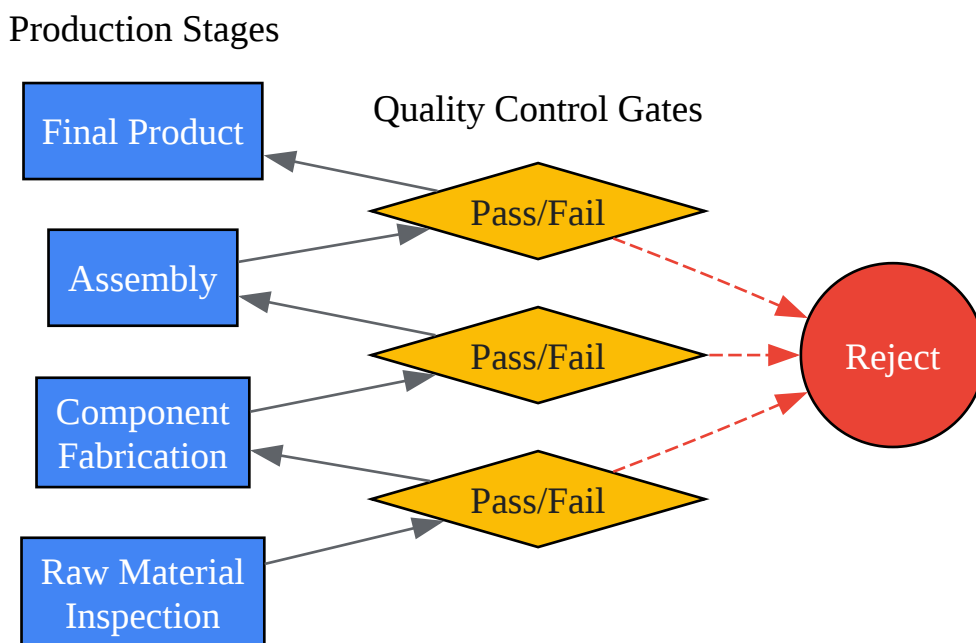 Production Stages
Quality Control Gates
Final Product
Pass/Fail
Assembly
Pass/Fail
Reject
Component
Fabrication
Pass/Fail
Raw Material
Inspection